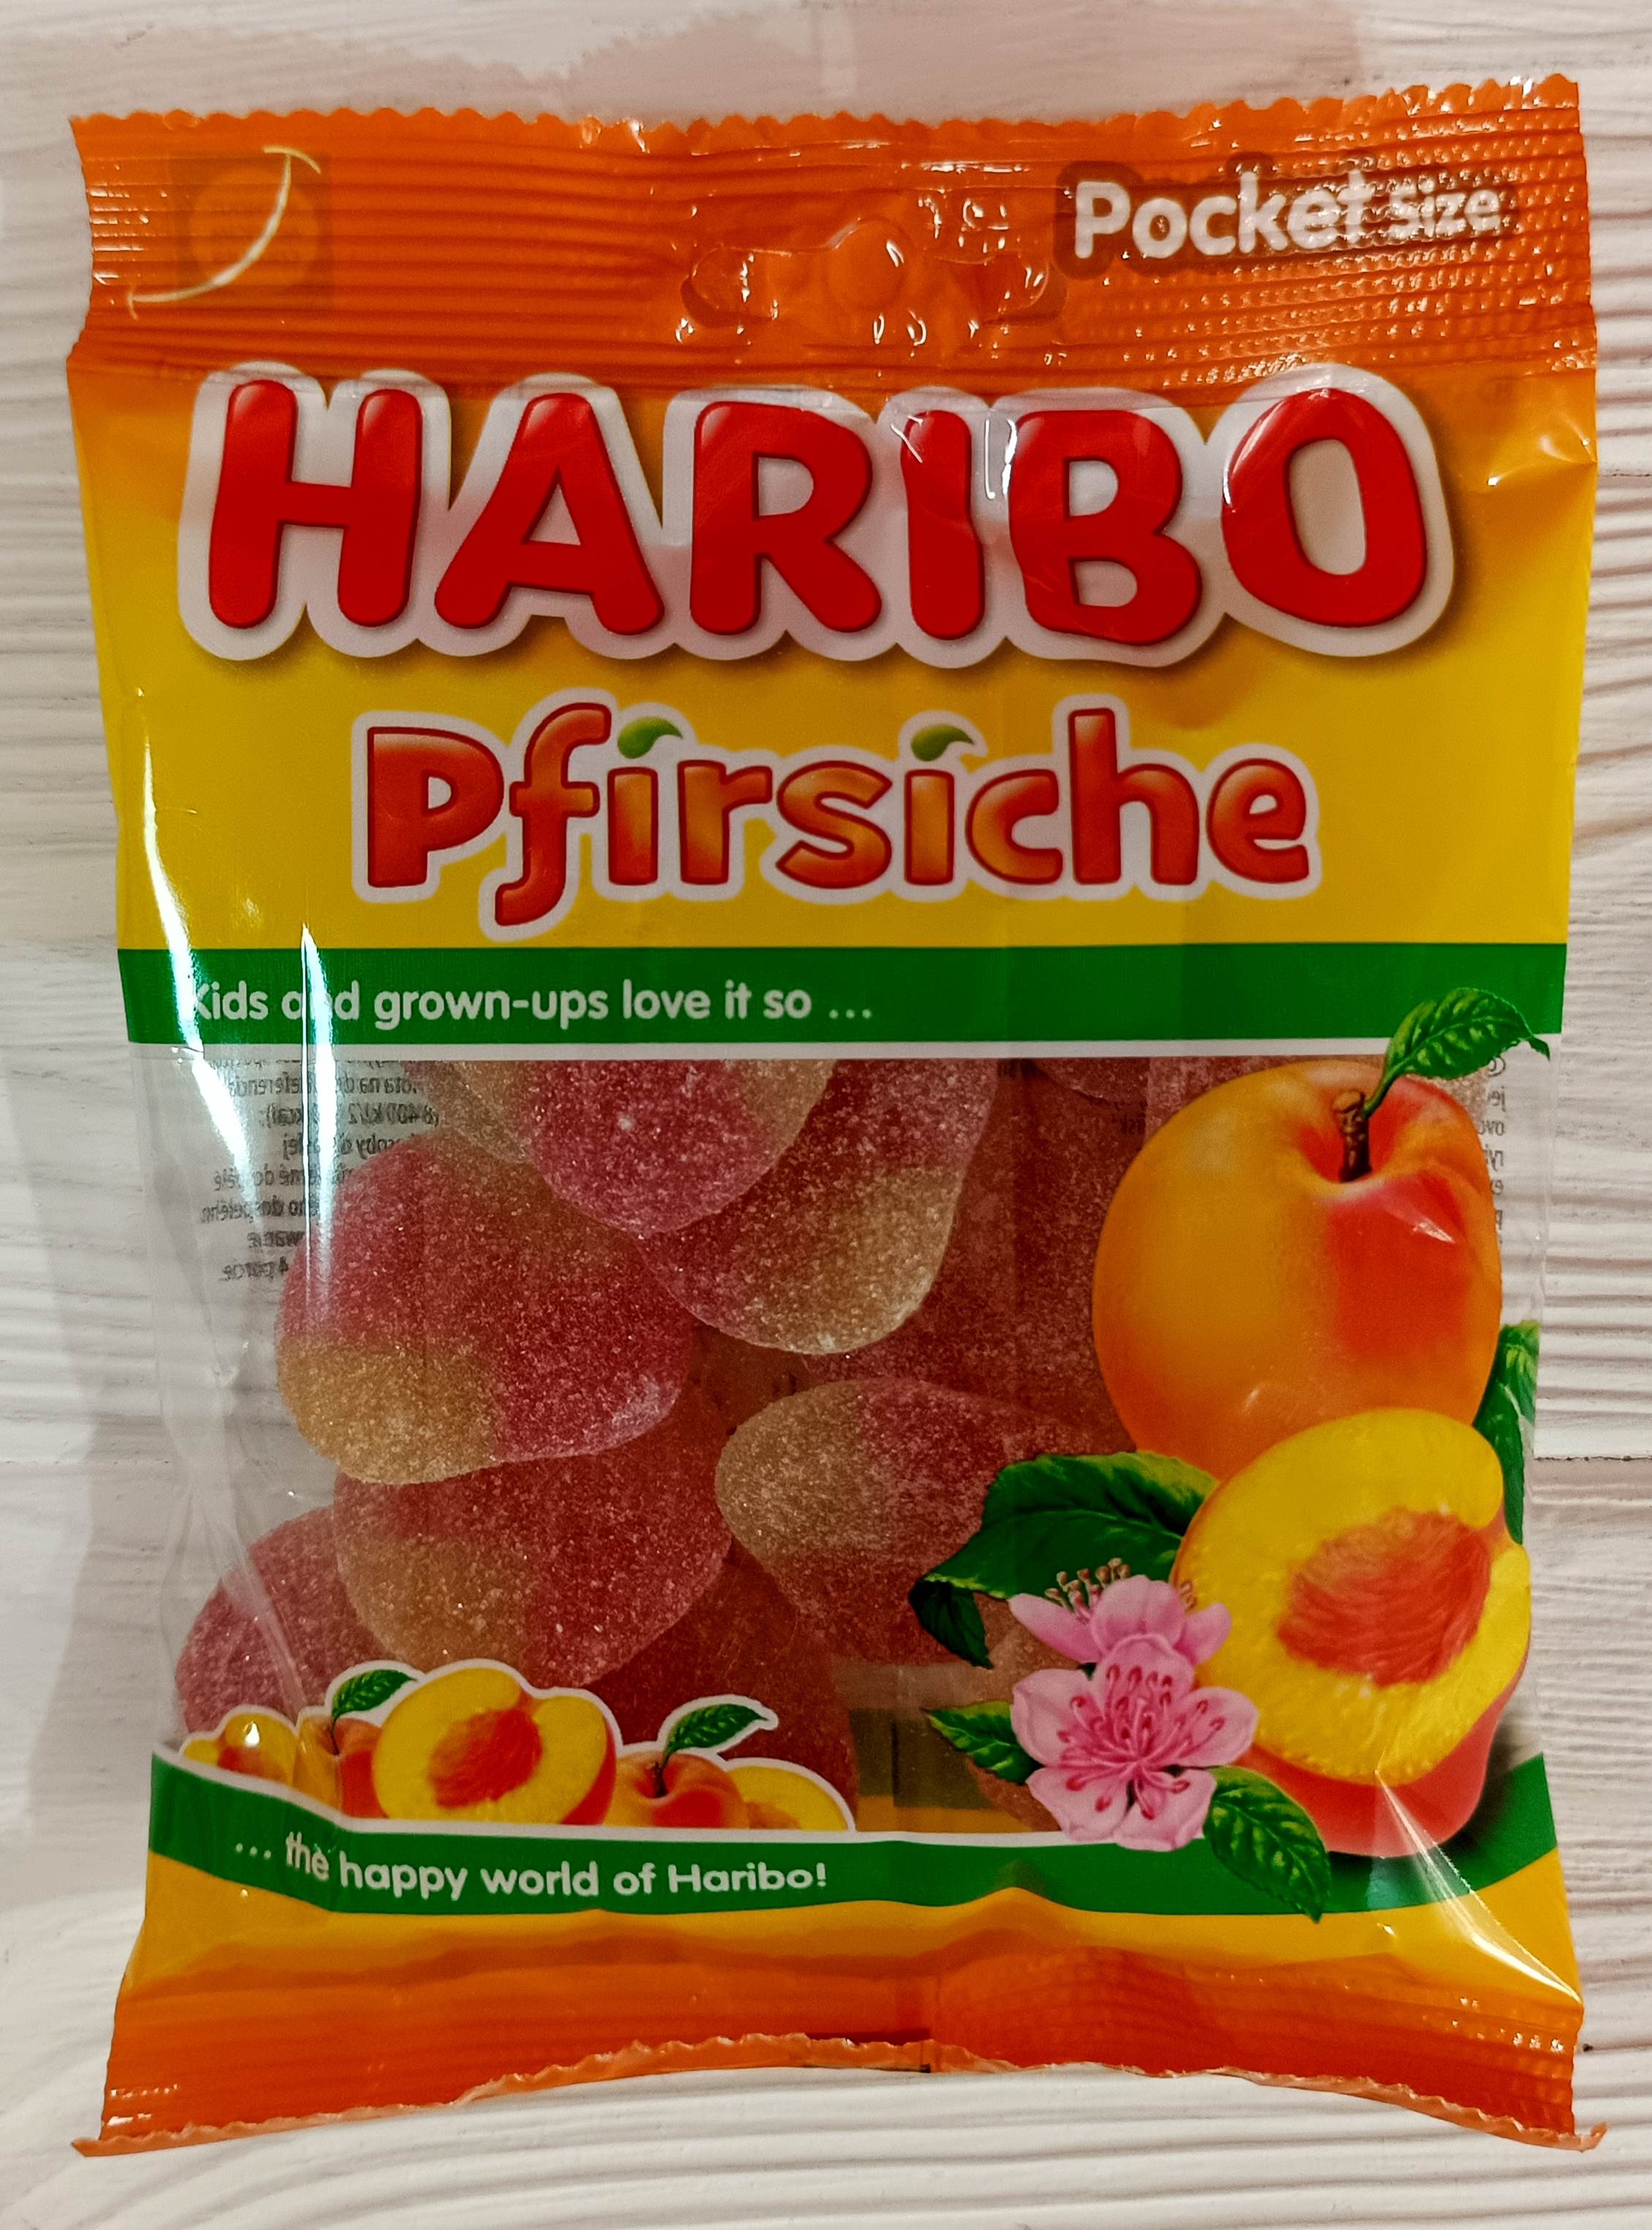 Pocket size
HARIBO
Pfirsiche
Kids and grown-ups love it so ...
... the happy world of Haribo!